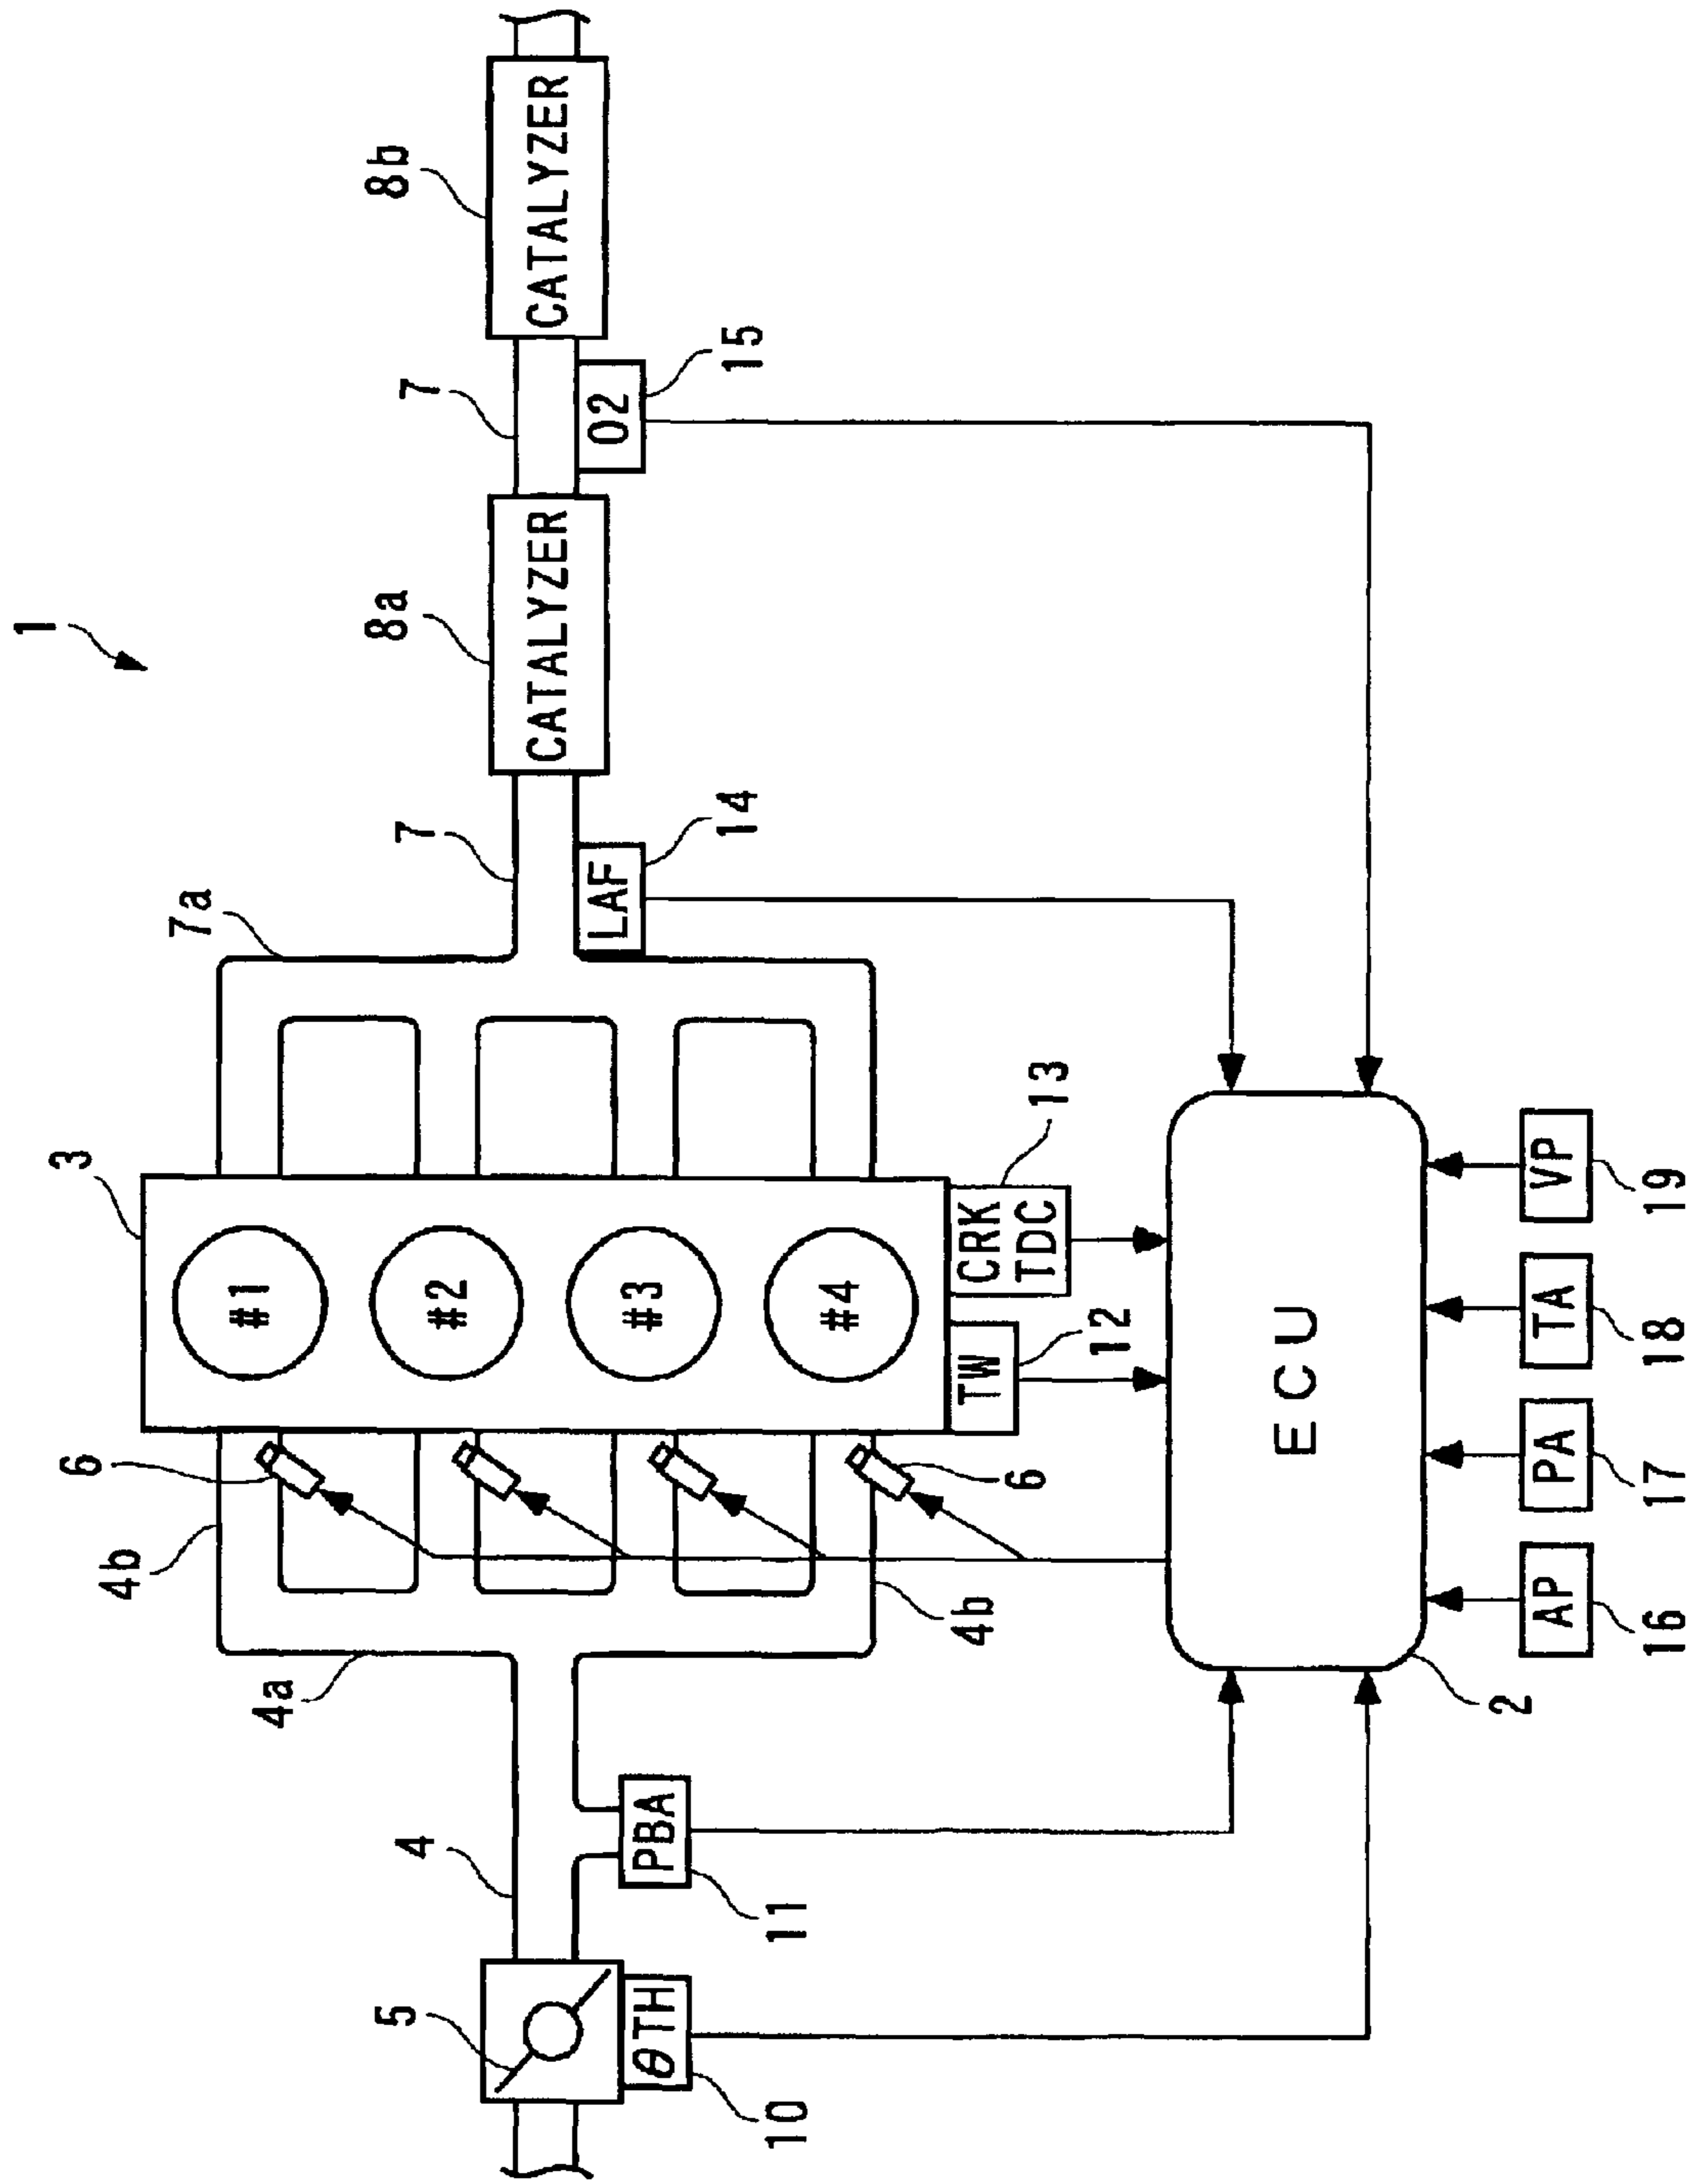 1
3
7a
7
8a
7
8b
CATALYZER
CATALYZER
LAF
14
O2
15
#1
#2
#3
#4
6
4b
4a
4
5
θTH
10
PBA
11
4b
6
TW
12
CRK
TDC
13
ECU
2
AP
16
PA
17
TA
18
VP
19